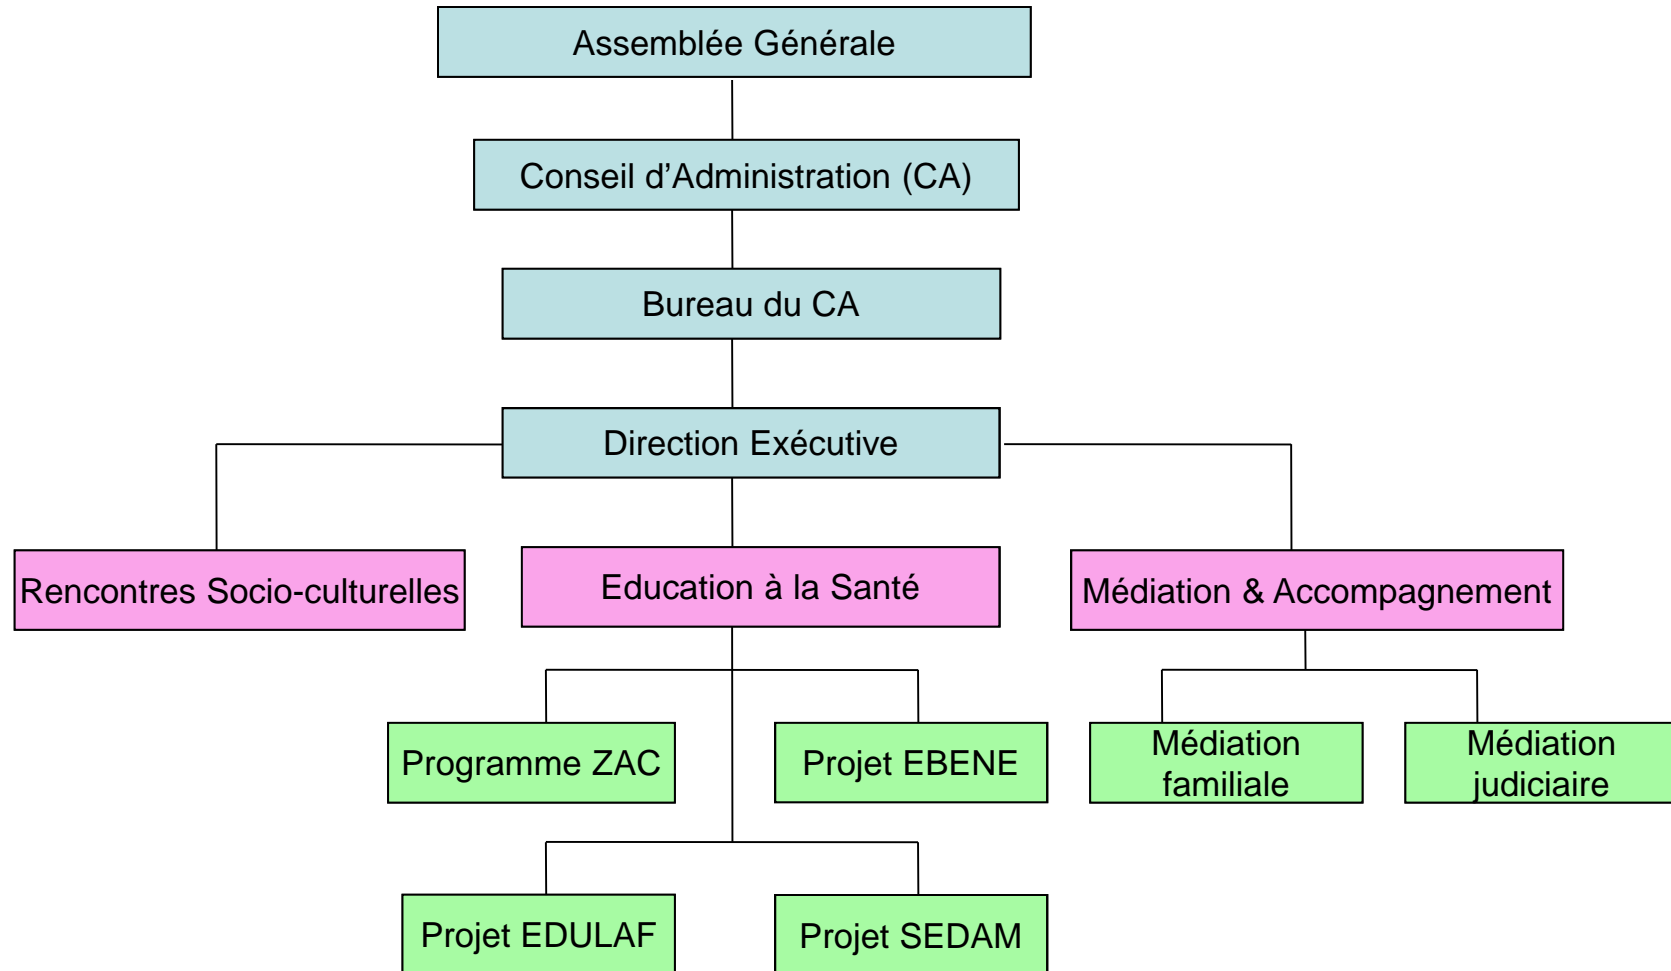 Assemblée Générale
Conseil d’Administration (CA)
Bureau du CA
Direction Exécutive
Rencontres Socio-culturelles
Education à la Santé
Médiation & Accompagnement
Programme ZAC
Projet EBENE
Médiation
familiale
Médiation
judiciaire
Projet EDULAF
Projet SEDAM